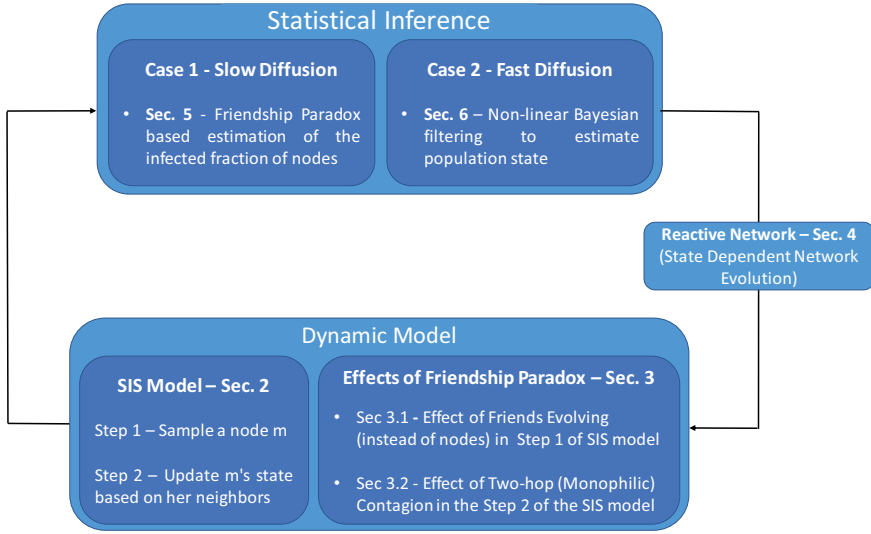 Statistical Inference
Case 1 - Slow Diffusion
• Sec. 5 - Friendship Paradox
based estimation of the
infected fraction of nodes
Case 2 - Fast Diffusion
• Sec. 6 – Non-linear Bayesian
filtering to estimate
population state
Reactive Network – Sec. 4
(State Dependent Network
Evolution)
Dynamic Model
SIS Model – Sec. 2
Step 1 – Sample a node m
Step 2 – Update m's state
based on her neighbors
Effects of Friendship Paradox – Sec. 3
• Sec 3.1 - Effect of Friends Evolving
(instead of nodes) in Step 1 of SIS model
• Sec 3.2 - Effect of Two-hop (Monophilic)
Contagion in the Step 2 of the SIS model